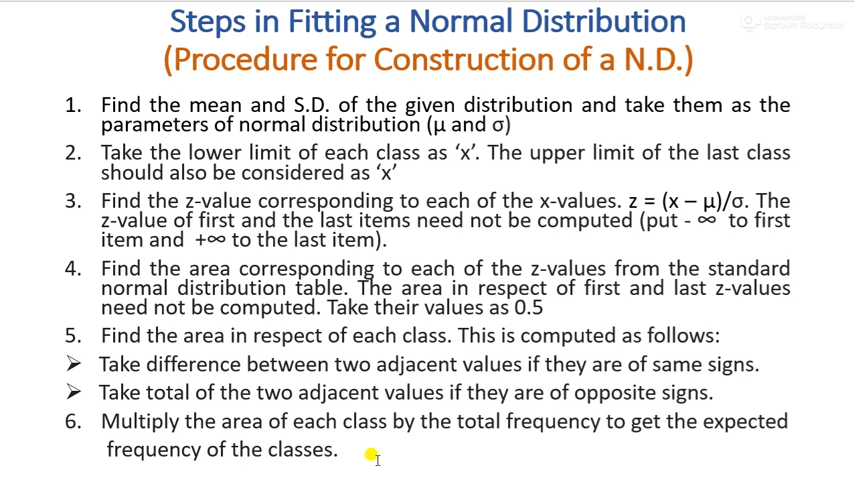 Steps in Fitting a Normal Distribution
(Procedure for Construction of a N.D.)
1. Find the mean and S.D. of the given distribution and take them as the
parameters of normal distribution (μ and σ)
2. Take the lower limit of each class as ‘x’. The upper limit of the last class
should also be considered as ‘x’
3. Find the z-value corresponding to each of the x-values. z = (x – μ)/σ. The
z-value of first and the last items need not be computed (put - ∞ to first
item and +∞ to the last item).
4. Find the area corresponding to each of the z-values from the standard
normal distribution table. The area in respect of first and last z-values
need not be computed. Take their values as 0.5
5. Find the area in respect of each class. This is computed as follows:
➢ Take difference between two adjacent values if they are of same signs.
➢ Take total of the two adjacent values if they are of opposite signs.
6. Multiply the area of each class by the total frequency to get the expected
frequency of the classes.
Screen Recorder